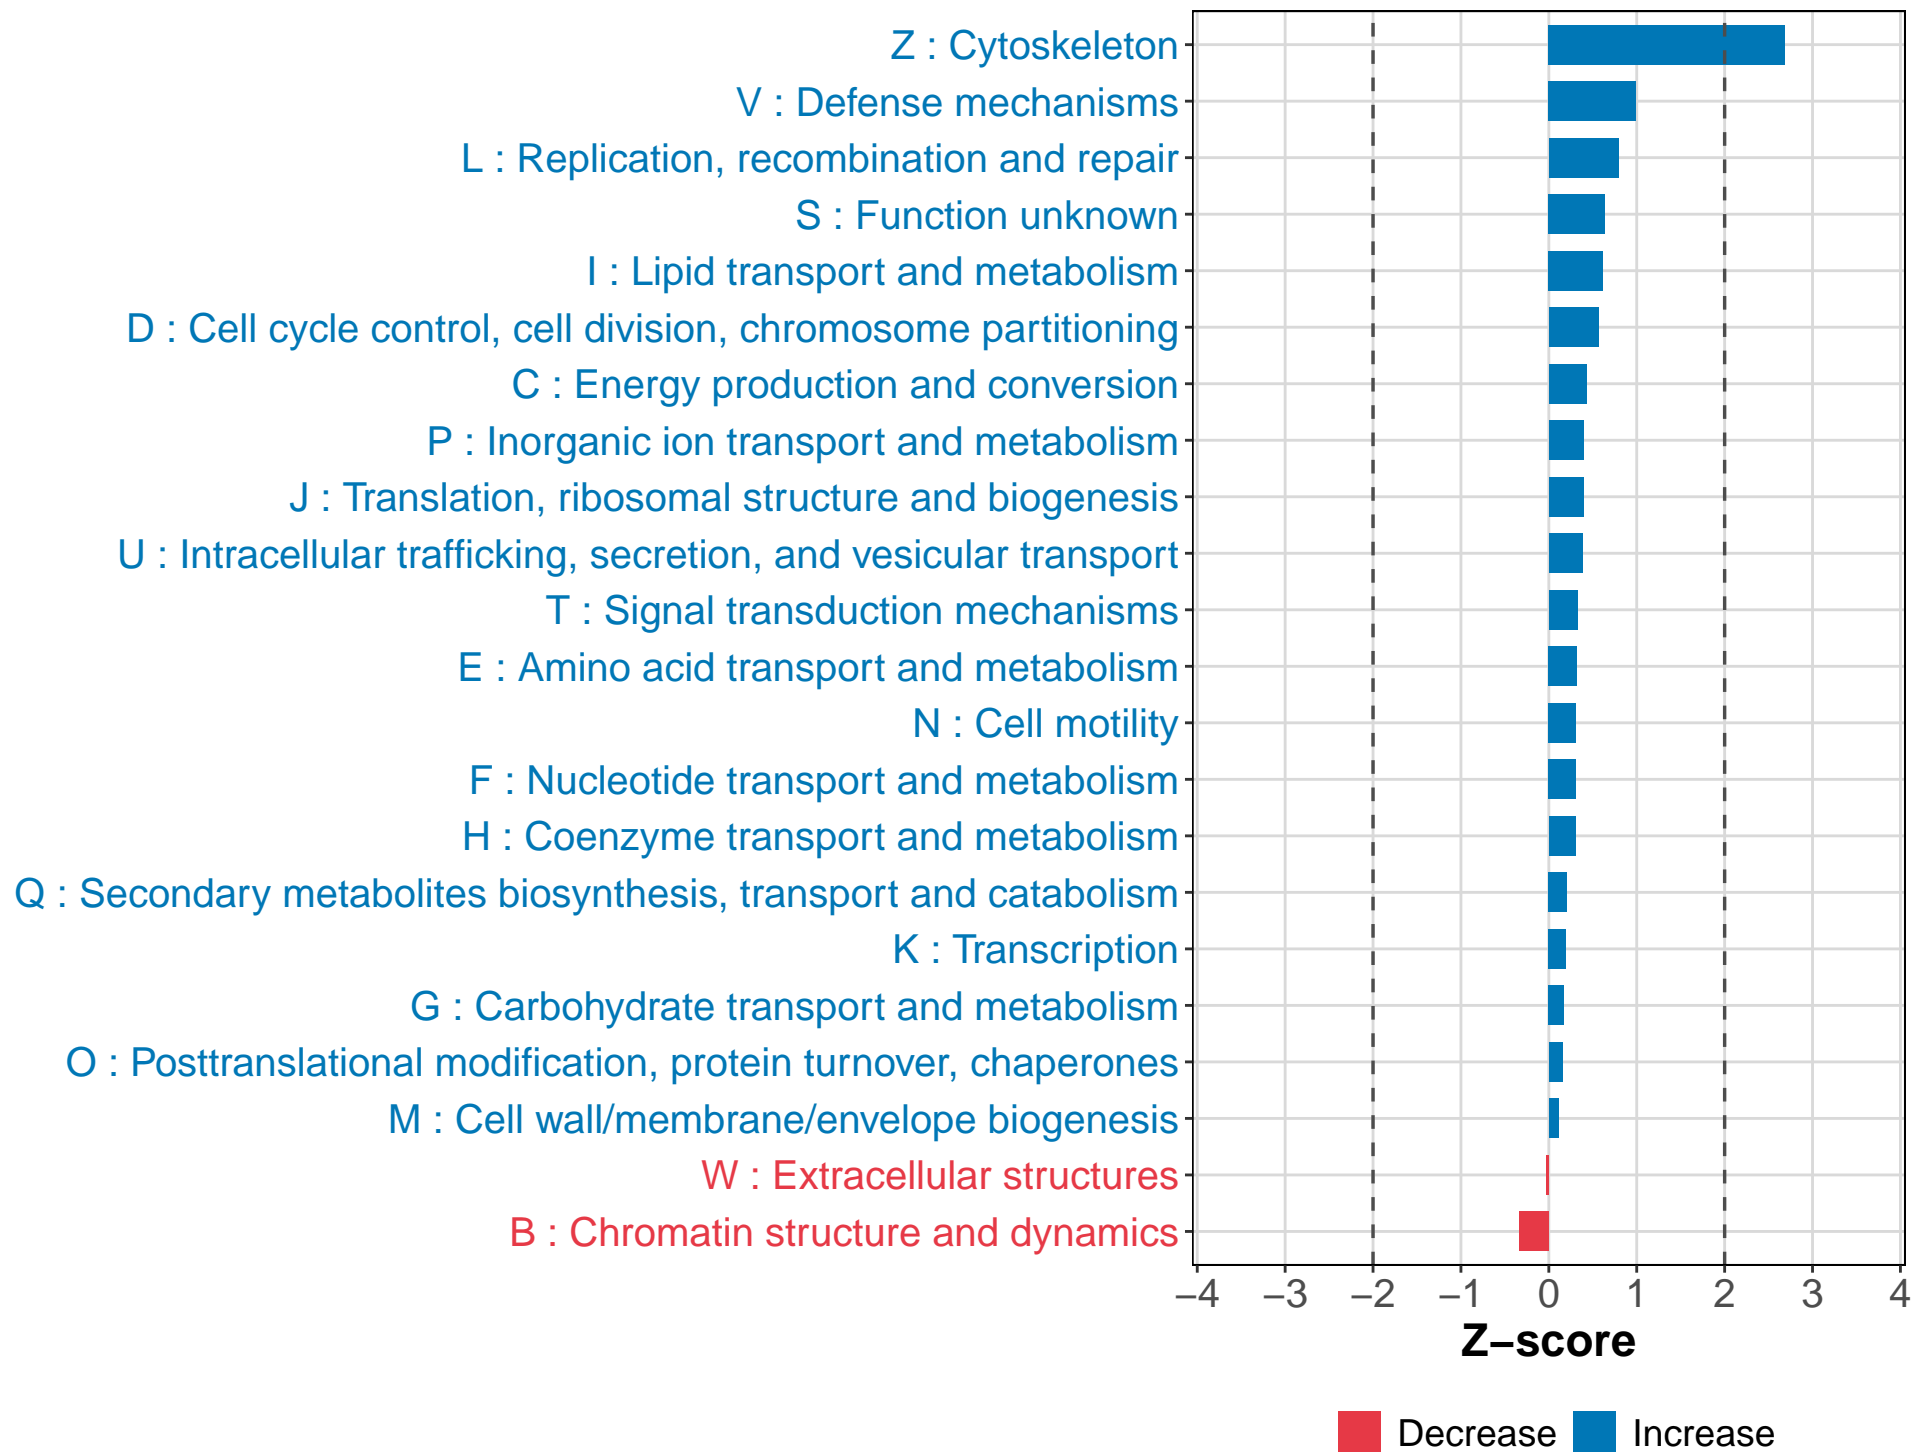 Z : Cytoskeleton
V : Defense mechanisms
L : Replication, recombination and repair
S : Function unknown
I : Lipid transport and metabolism
D : Cell cycle control, cell division, chromosome partitioning
C : Energy production and conversion
P : Inorganic ion transport and metabolism
J : Translation, ribosomal structure and biogenesis
U : Intracellular trafficking, secretion, and vesicular transport
T : Signal transduction mechanisms
E : Amino acid transport and metabolism
N : Cell motility
F : Nucleotide transport and metabolism
H : Coenzyme transport and metabolism
Q : Secondary metabolites biosynthesis, transport and catabolism
K : Transcription
G : Carbohydrate transport and metabolism
O : Posttranslational modification, protein turnover, chaperones
M : Cell wall/membrane/envelope biogenesis
W : Extracellular structures
B : Chromatin structure and dynamics
−4 −3 −2 −1 0 1 2 3 4
Z−score
Decrease Increase